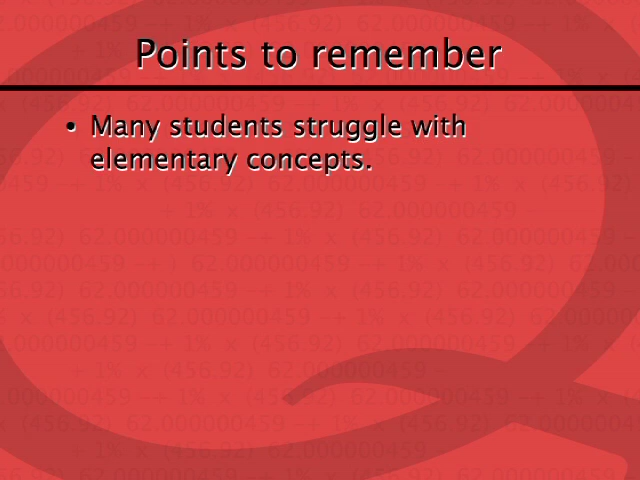 Points to remember
• Many students struggle with
elementary concepts.